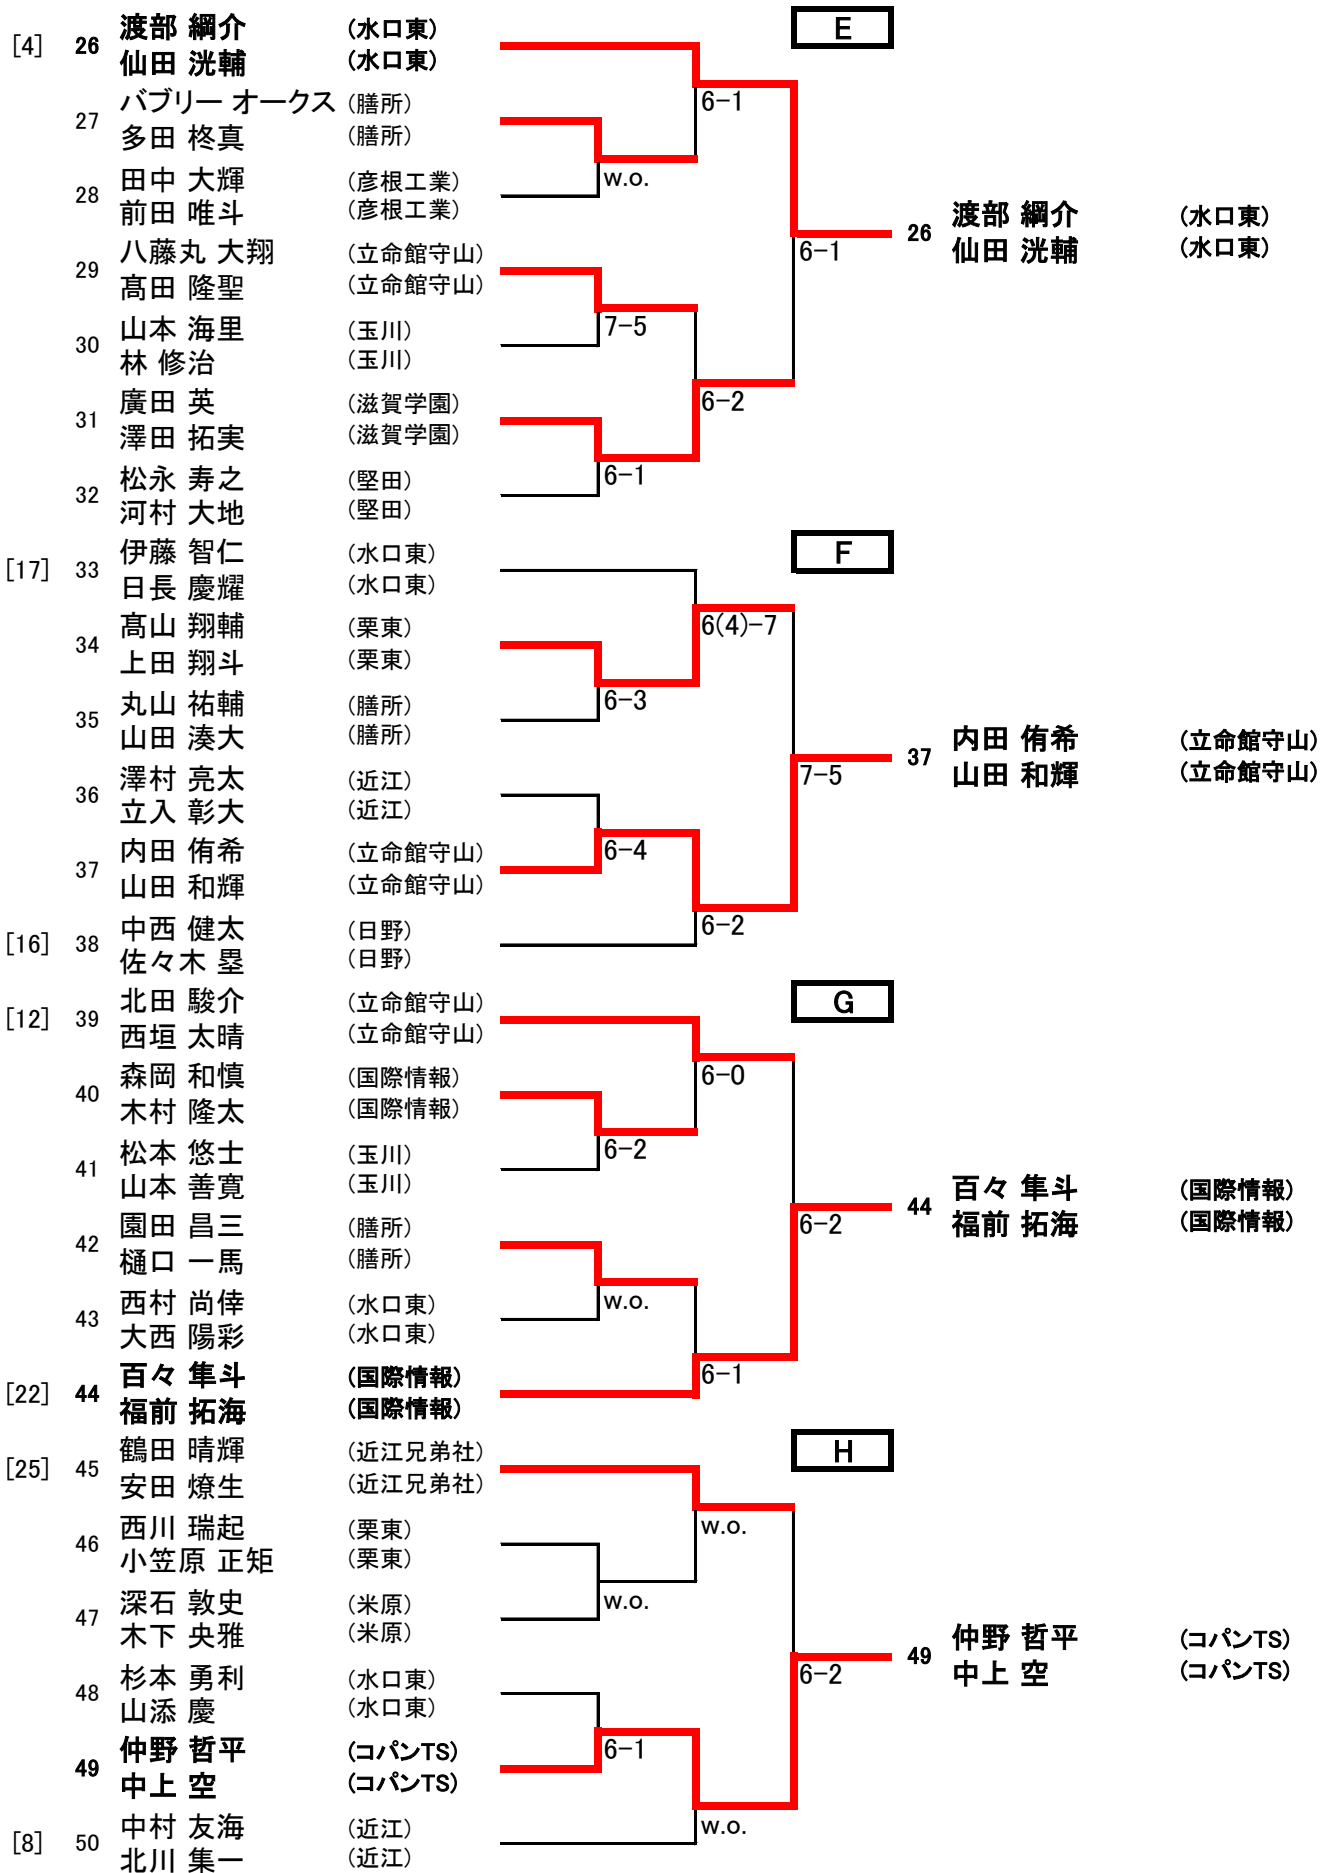 E
[4] 26 渡部 綱介 (水口東)
仙田 洸輔 (水口東)
27 バブリー オークス (膳所)
多田 柊真 (膳所)
6-1
28 田中 大輝 (彦根工業)
前田 唯斗 (彦根工業)
w.o.
26 渡部 綱介 (水口東)
仙田 洸輔 (水口東)
6-1
29 八藤丸 大翔 (立命館守山)
髙田 隆聖 (立命館守山)
30 山本 海里 (玉川)
林 修治 (玉川)
7-5
31 廣田 英 (滋賀学園)
澤田 拓実 (滋賀学園)
6-2
32 松永 寿之 (堅田)
河村 大地 (堅田)
6-1
F
[17] 33 伊藤 智仁 (水口東)
日長 慶耀 (水口東)
34 髙山 翔輔 (栗東)
上田 翔斗 (栗東)
6(4)-7
35 丸山 祐輔 (膳所)
山田 湊大 (膳所)
6-3
37 内田 侑希 (立命館守山)
山田 和輝 (立命館守山)
7-5
36 澤村 亮太 (近江)
立入 彰大 (近江)
37 内田 侑希 (立命館守山)
山田 和輝 (立命館守山)
6-4
[16] 38 中西 健太 (日野)
佐々木 塁 (日野)
6-2
G
[12] 39 北田 駿介 (立命館守山)
西垣 太晴 (立命館守山)
40 森岡 和慎 (国際情報)
木村 隆太 (国際情報)
6-0
41 松本 悠士 (玉川)
山本 善寛 (玉川)
6-2
44 百々 隼斗 (国際情報)
福前 拓海 (国際情報)
6-2
42 園田 昌三 (膳所)
樋口 一馬 (膳所)
43 西村 尚倖 (水口東)
大西 陽彩 (水口東)
w.o.
[22] 44 百々 隼斗 (国際情報)
福前 拓海 (国際情報)
6-1
H
[25] 45 鶴田 晴輝 (近江兄弟社)
安田 燎生 (近江兄弟社)
46 西川 瑞起 (栗東)
小笠原 正矩 (栗東)
w.o.
47 深石 敦史 (米原)
木下 央雅 (米原)
w.o.
49 仲野 哲平 (コパンTS)
中上 空 (コパンTS)
6-2
48 杉本 勇利 (水口東)
山添 慶 (水口東)
49 仲野 哲平 (コパンTS)
中上 空 (コパンTS)
6-1
[8] 50 中村 友海 (近江)
北川 集一 (近江)
w.o.